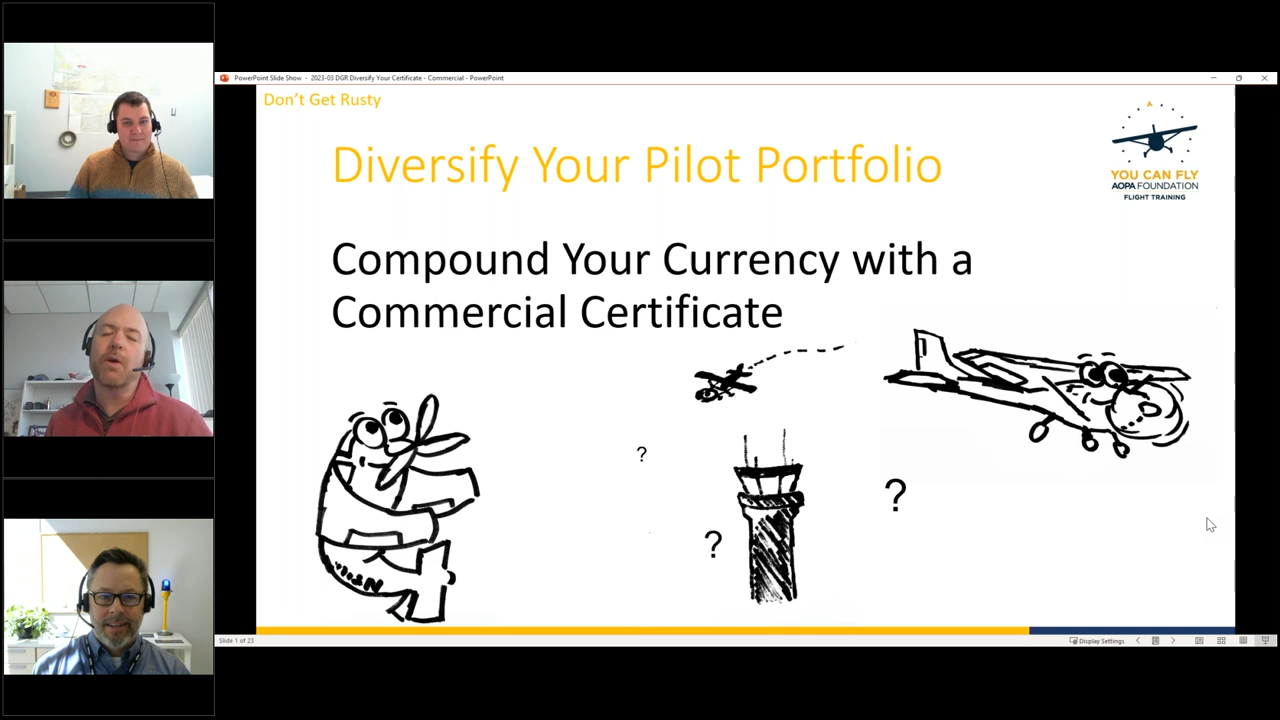 PowerPoint Slide Show - 2023-03 DGR Diversify Your Certificate - Commercial - PowerPoint
Don't Get Rusty
Diversify Your Pilot Portfolio
A
YOU CAN FLY
AOPA FOUNDATION
FLIGHT TRAINING
Compound Your Currency with a
Commercial Certificate
?
?
?
Slide 1 of 23
Display Settings